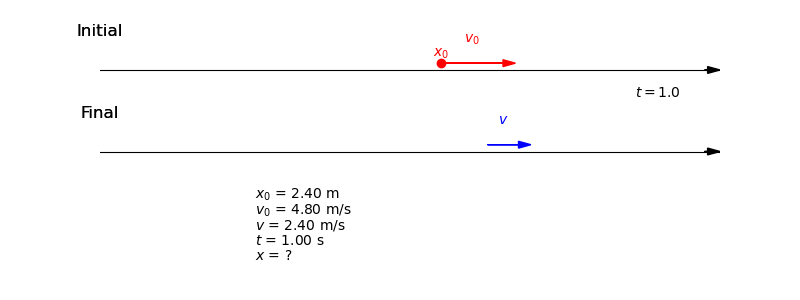 Initial
v₀
x₀
t = 1.0
Final
v
x₀ = 2.40 m
v₀ = 4.80 m/s
v = 2.40 m/s
t = 1.00 s
x = ?